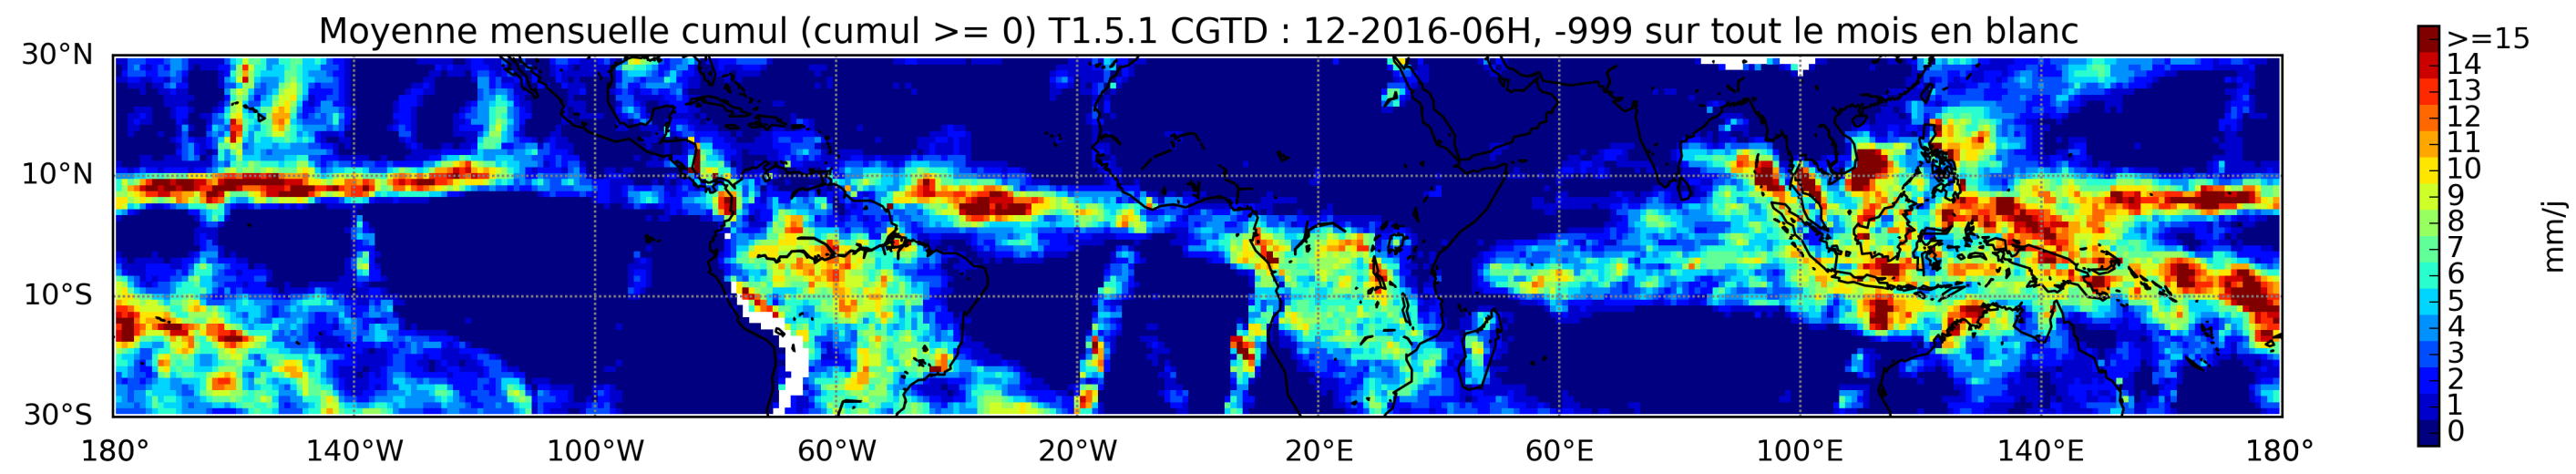 Moyenne mensuelle cumul (cumul >= 0) T1.5.1 CGTD : 12-2016-06H, -999 sur tout le mois en blanc
30°N
10°N
10°S
30°S
180°
140°W
100°W
60°W
20°W
20°E
60°E
100°E
140°E
180°
>=15
14
13
12
11
10
9
8
7
6
5
4
3
2
1
0
mm/j